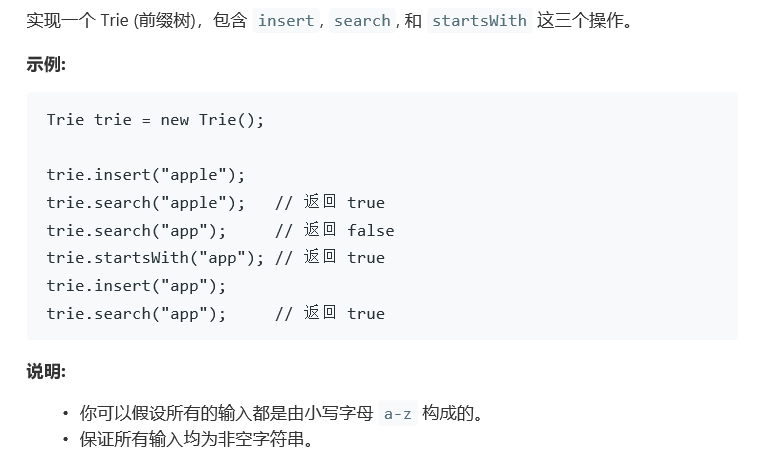 实现一个 Trie (前缀树)，包含 insert, search, 和 startsWith 这三个操作。
示例:
Trie trie = new Trie();
trie.insert("apple");
trie.search("apple");   // 返回 true
trie.search("app");     // 返回 false
trie.startsWith("app"); // 返回 true
trie.insert("app");
trie.search("app");     // 返回 true
说明:
• 你可以假设所有的输入都是由小写字母 a-z 构成的。
• 保证所有输入均为非空字符串。